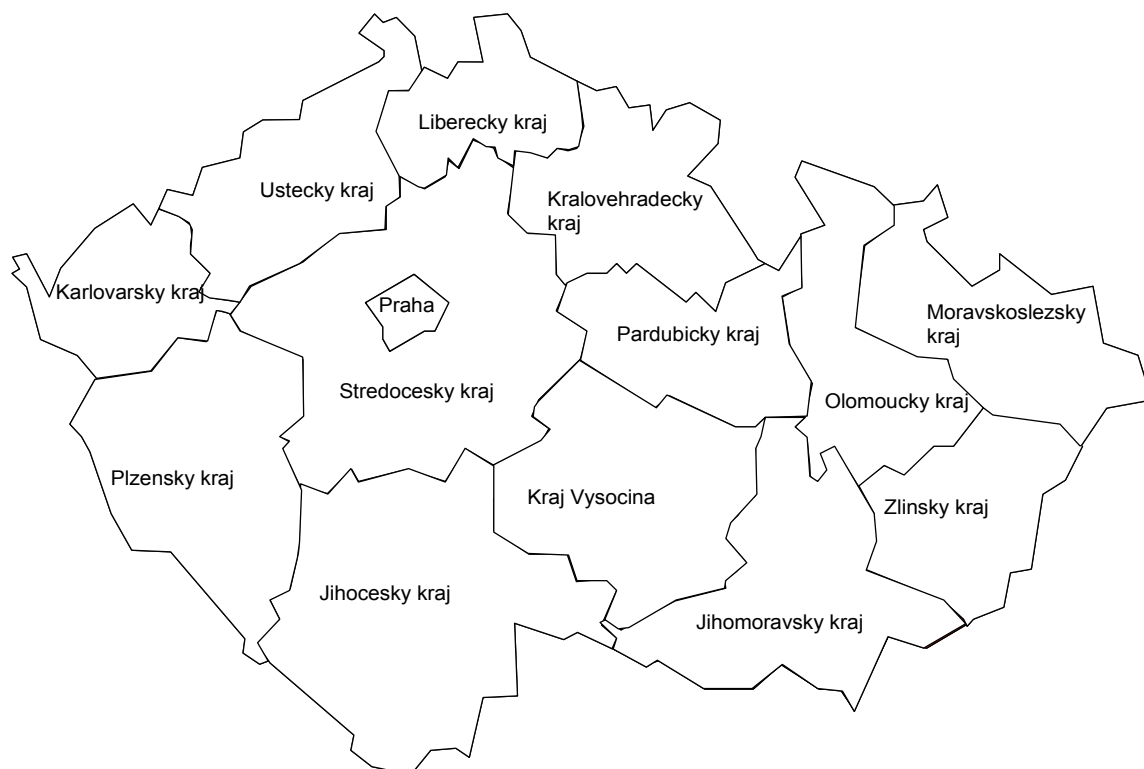 Liberecky kraj
Ustecky kraj
Kralovehradecky
kraj
Karlovarsky kraj
Praha
Pardubicky kraj
Moravskoslezsky
kraj
Stredocesky kraj
Olomoucky kraj
Plzensky kraj
Kraj Vysocina
Zlinsky kraj
Jihocesky kraj
Jihomoravsky kraj